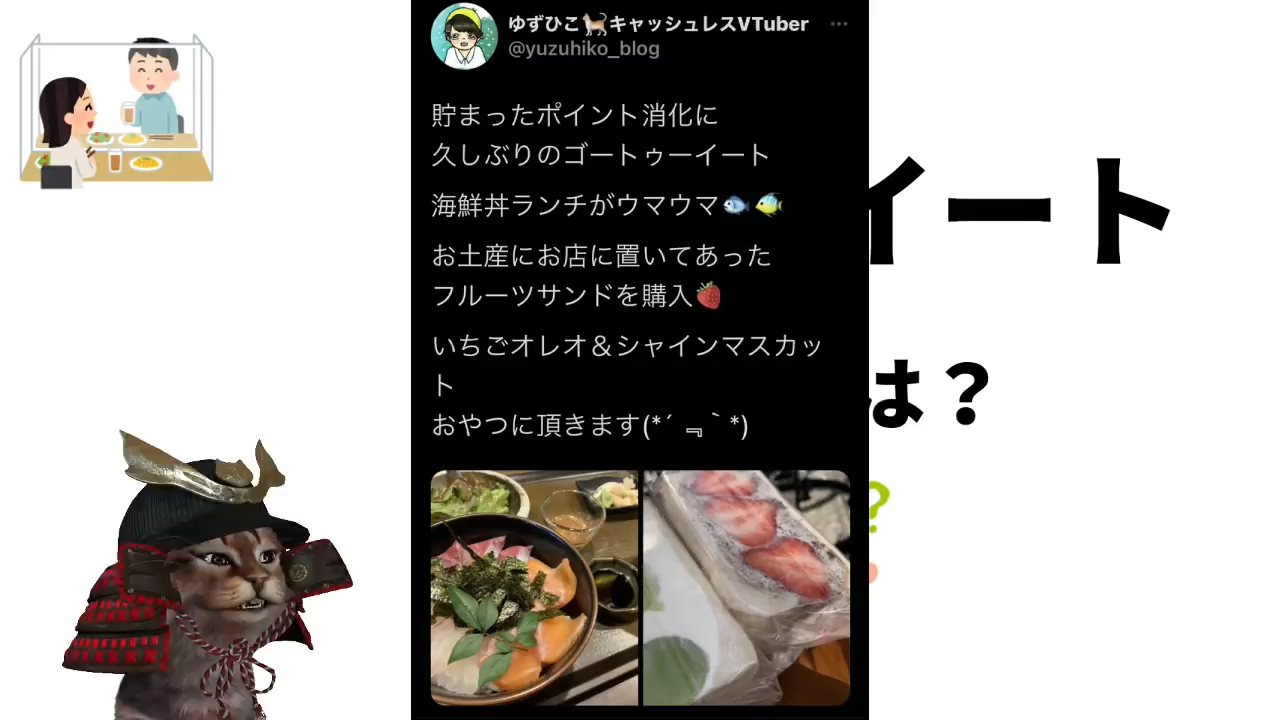 ゆずひこ🐕キャッシュレスVTuber
@yuzuhiko_blog
貯まったポイント消化に
久しぶりのゴートゥーイート
海鮮丼ランチがウマウマ🐟🐠
お土産にお店に置いてあった
フルーツサンドを購入🍓
いちごオレオ＆シャインマスカッ
ト
おやつに頂きます(*´﹃｀*)
イート
は？
?